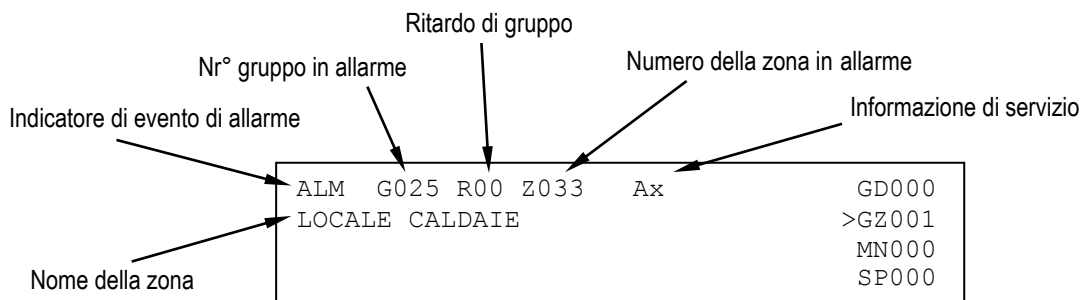 Ritardo di gruppo
Nr° gruppo in allarme
Numero della zona in allarme
Indicatore di evento di allarme
Informazione di servizio
ALM G025 R00 Z033 Ax GD000
LOCALE CALDAIE >GZ001
MN000
Nome della zona
SP000